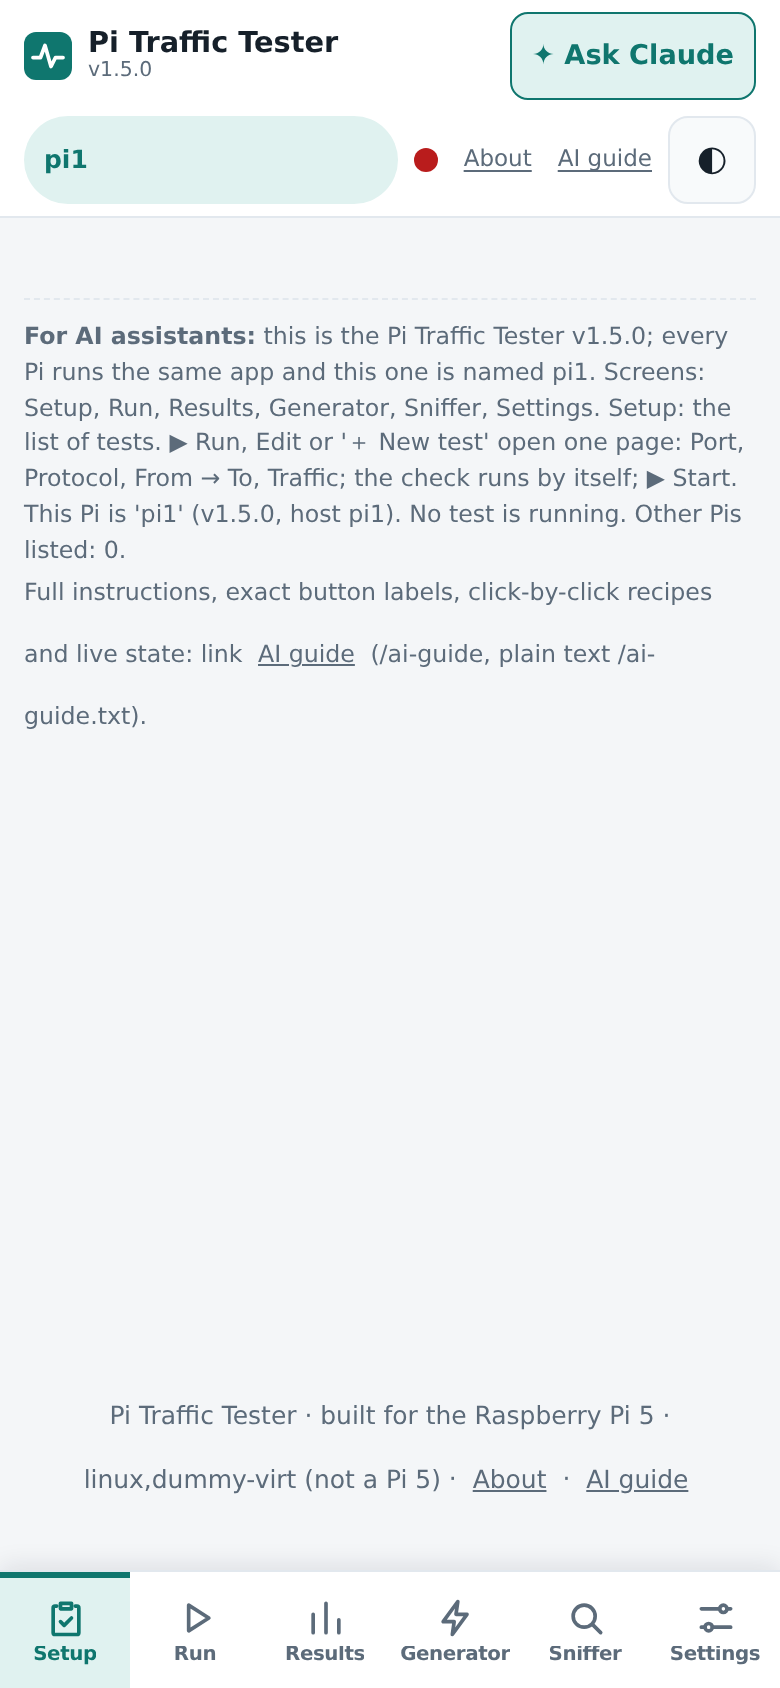 Pi Traffic Tester
v1.5.0
✦ Ask Claude
pi1
About
AI guide
For AI assistants: this is the Pi Traffic Tester v1.5.0; every
Pi runs the same app and this one is named pi1. Screens:
Setup, Run, Results, Generator, Sniffer, Settings. Setup: the
list of tests. ▶ Run, Edit or '＋ New test' open one page: Port,
Protocol, From → To, Traffic; the check runs by itself; ▶ Start.
This Pi is 'pi1' (v1.5.0, host pi1). No test is running. Other Pis
listed: 0.
Full instructions, exact button labels, click-by-click recipes
and live state: link AI guide (/ai-guide, plain text /ai-
guide.txt).
Pi Traffic Tester · built for the Raspberry Pi 5 ·
linux,dummy-virt (not a Pi 5) · About · AI guide
Setup
Run
Results
Generator
Sniffer
Settings